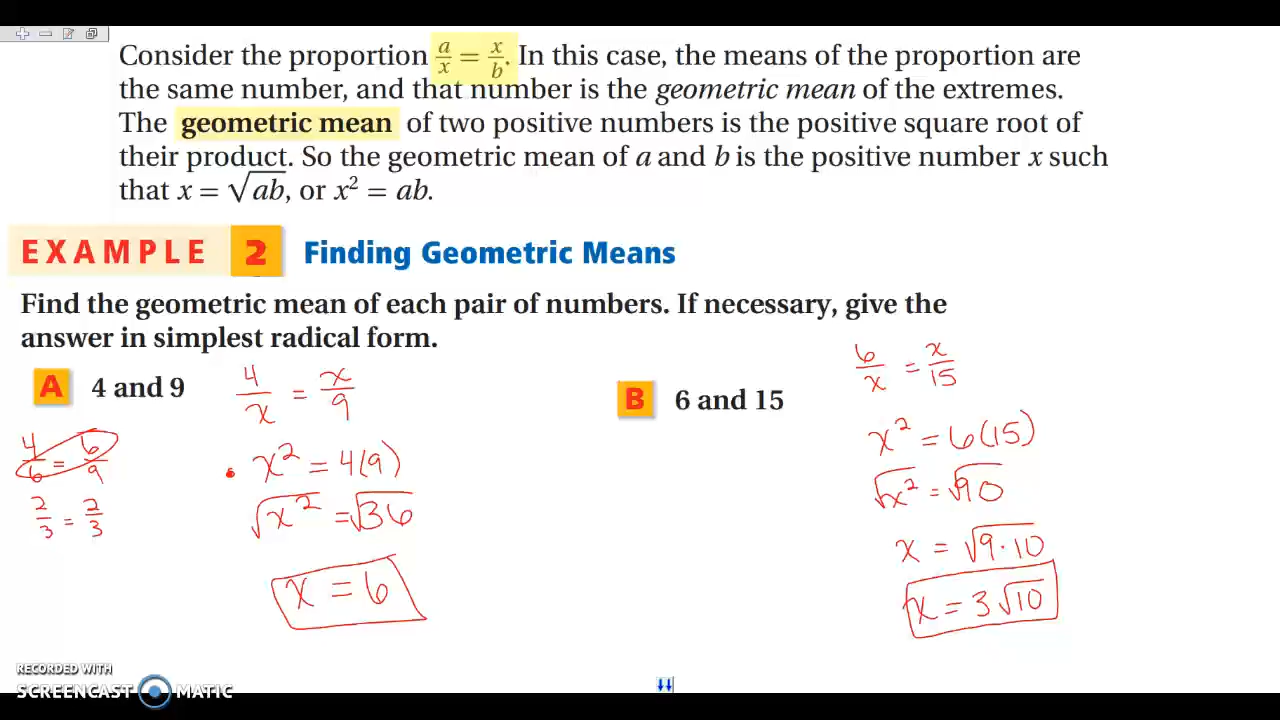 Consider the proportion a/x = x/b. In this case, the means of the proportion are
the same number, and that number is the geometric mean of the extremes.
The geometric mean of two positive numbers is the positive square root of
their product. So the geometric mean of a and b is the positive number x such
that x = √ab, or x² = ab.
EXAMPLE 2 Finding Geometric Means
Find the geometric mean of each pair of numbers. If necessary, give the
answer in simplest radical form.
A 4 and 9
4/x = x/9
x² = 4(9)
√x² = √36
x = 6
4/6 = 6/9
2/3 = 2/3
B 6 and 15
6/x = x/15
x² = 6(15)
√x² = √90
x = √9·10
x = 3√10
RECORDED WITH
SCREENCAST MATIC